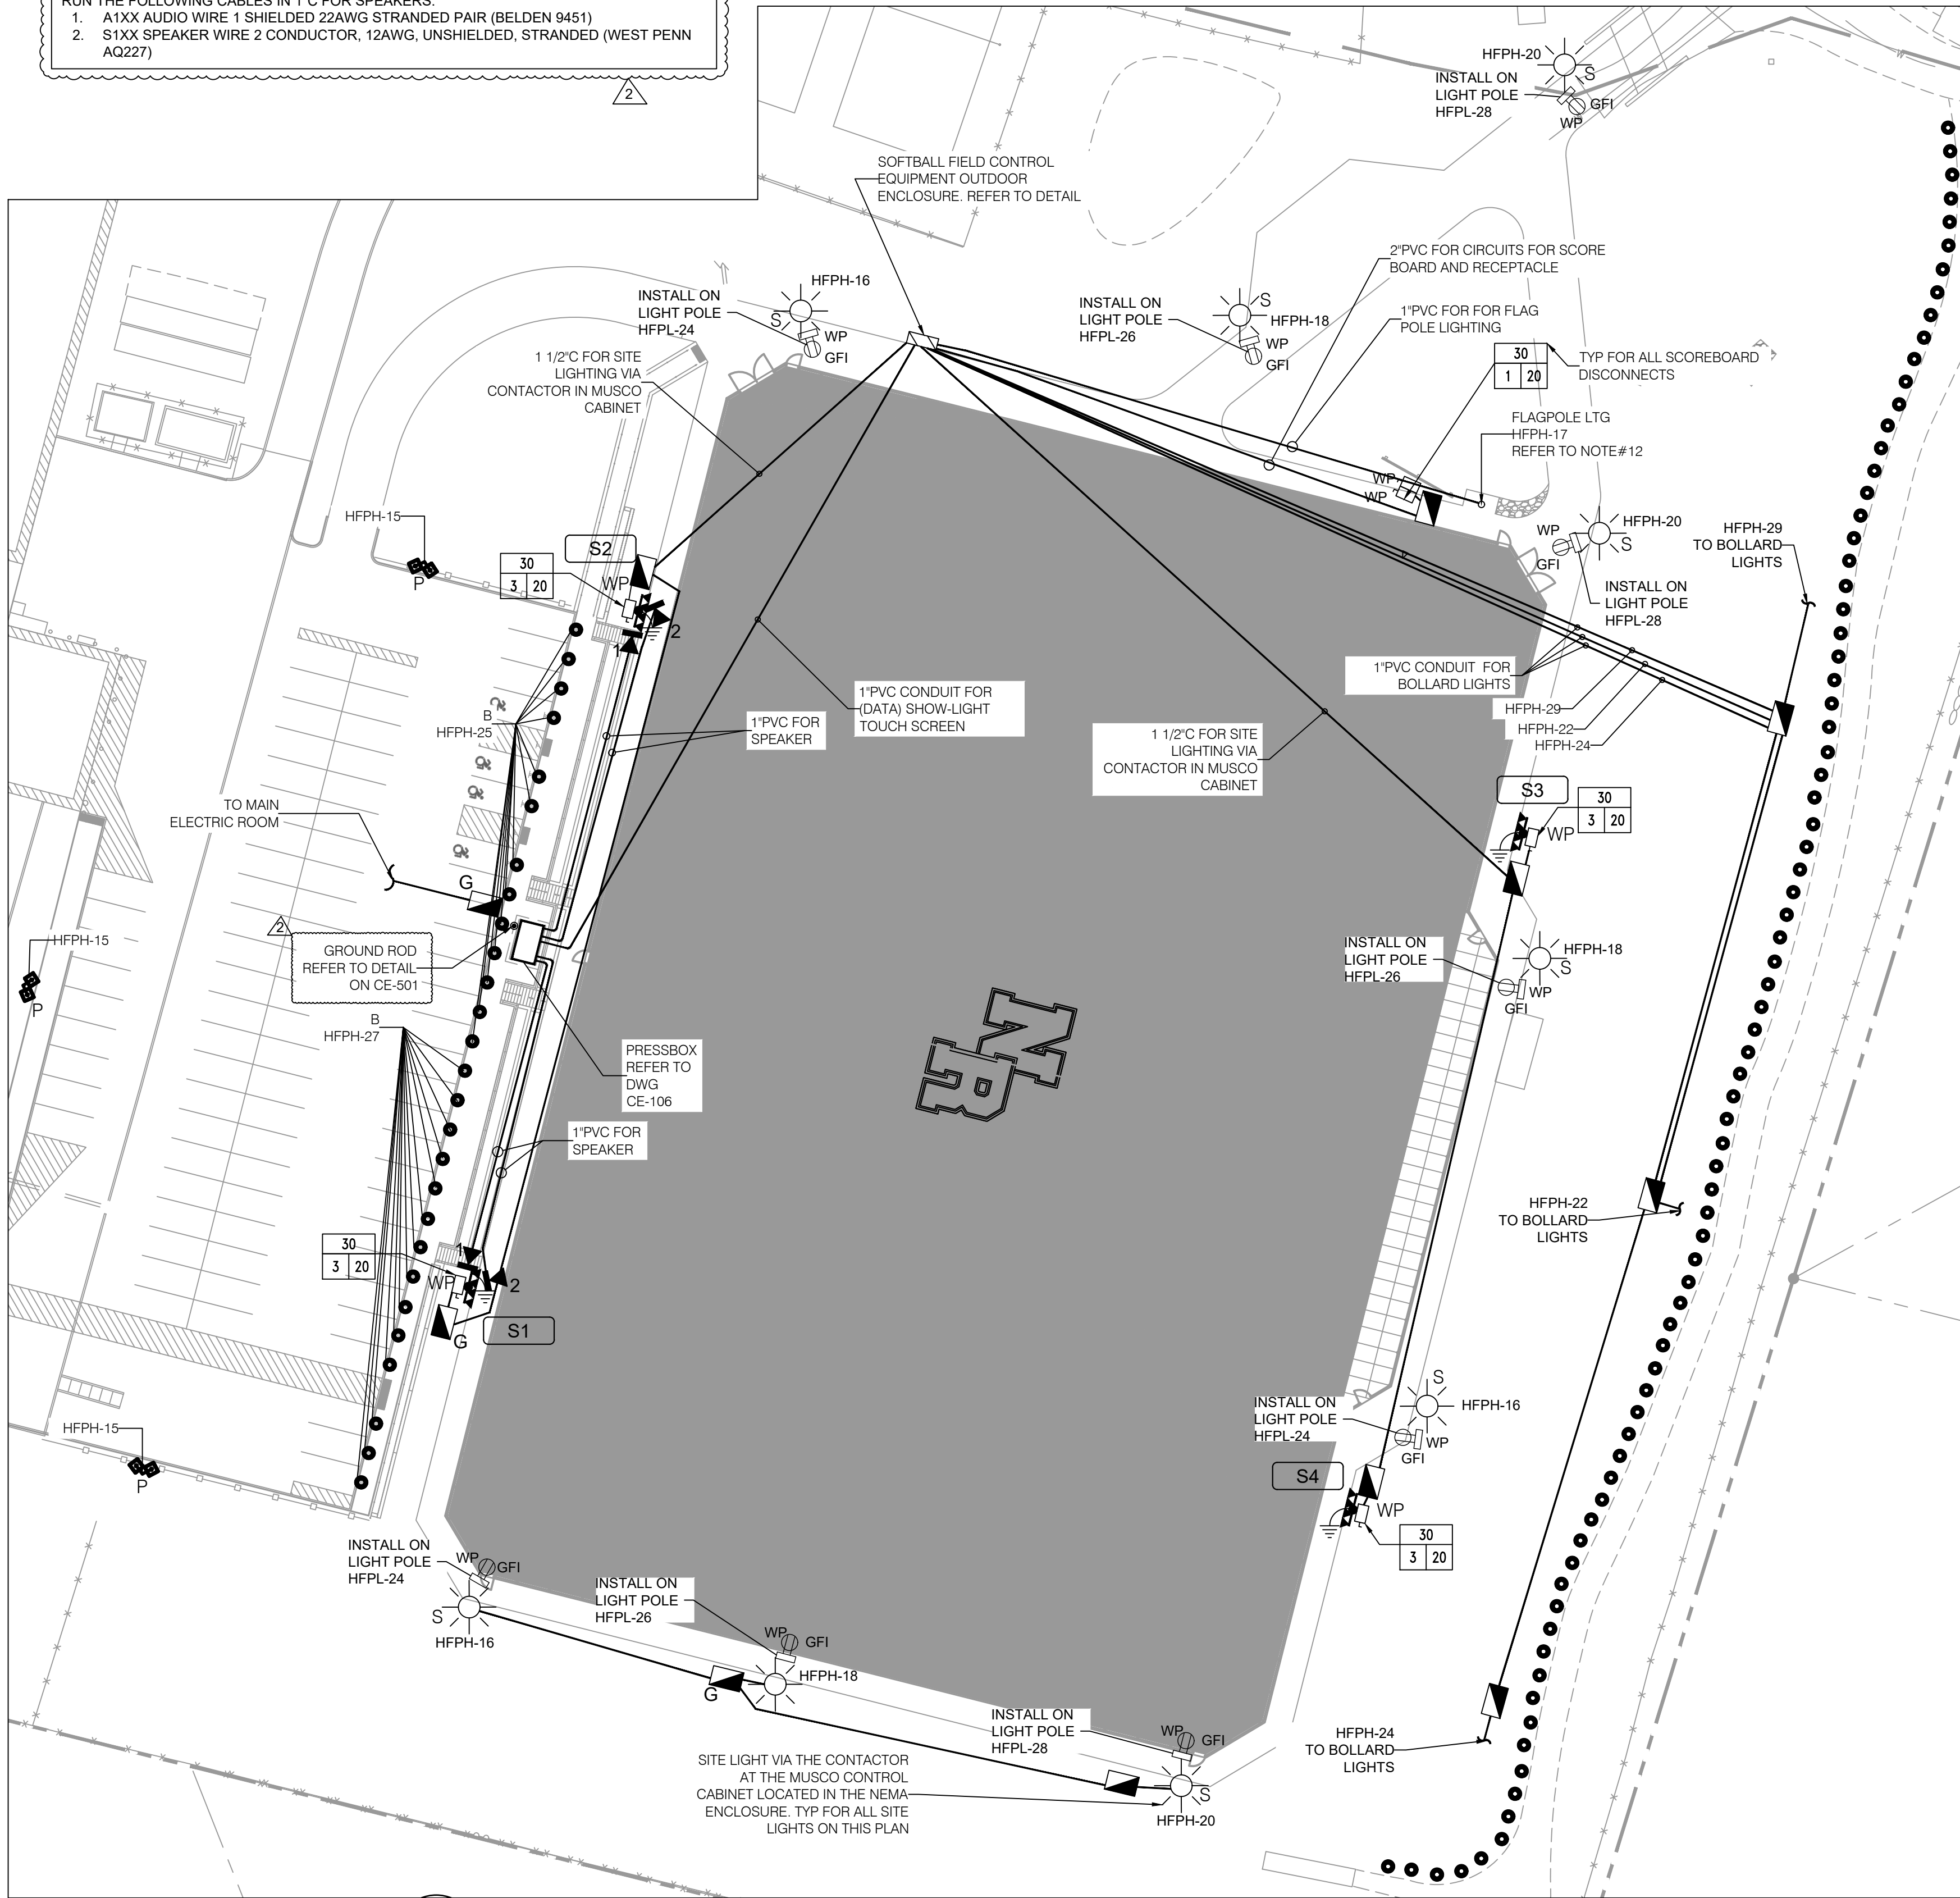 RUN THE FOLLOWING CABLES IN 1"C FOR SPEAKERS:
1. A1XX AUDIO WIRE 1 SHIELDED 22AWG STRANDED PAIR (BELDEN 9451)
2. S1XX SPEAKER WIRE 2 CONDUCTOR, 12AWG, UNSHIELDED, STRANDED (WEST PENN
AQ227)
2
HFPH-20
S
INSTALL ON
LIGHT POLE
HFPL-28
GFI
WP
SOFTBALL FIELD CONTROL
EQUIPMENT OUTDOOR
ENCLOSURE. REFER TO DETAIL
2"PVC FOR CIRCUITS FOR SCORE
BOARD AND RECEPTACLE
HFPH-16
S
INSTALL ON
LIGHT POLE
HFPL-24
WP
GFI
INSTALL ON
LIGHT POLE
HFPL-26
S
HFPH-18
WP
GFI
1"PVC FOR FOR FLAG
POLE LIGHTING
30
1 20
TYP FOR ALL SCOREBOARD
DISCONNECTS
1 1/2"C FOR SITE
LIGHTING VIA
CONTACTOR IN MUSCO
CABINET
FLAGPOLE LTG
HFPH-17
REFER TO NOTE#12
WP
WP
HFPH-15
P
S2
30
3 20
WP
2
1
WP
GFI
HFPH-20
S
INSTALL ON
LIGHT POLE
HFPL-28
HFPH-29
TO BOLLARD
LIGHTS
1"PVC CONDUIT FOR
BOLLARD LIGHTS
HFPH-29
HFPH-22
HFPH-24
B
HFPH-25
1"PVC FOR
SPEAKER
1"PVC CONDUIT FOR
(DATA) SHOW-LIGHT
TOUCH SCREEN
1 1/2"C FOR SITE
LIGHTING VIA
CONTACTOR IN MUSCO
CABINET
S3
30
3 20
WP
TO MAIN
ELECTRIC ROOM
G
2
GROUND ROD
REFER TO DETAIL
ON CE-501
HFPH-15
P
INSTALL ON
LIGHT POLE
HFPL-26
HFPH-18
S
WP
GFI
B
HFPH-27
PRESSBOX
REFER TO
DWG
CE-106
NR
1"PVC FOR
SPEAKER
HFPH-22
TO BOLLARD
LIGHTS
30
3 20
1
WP
2
G
S1
HFPH-15
P
S
HFPH-16
INSTALL ON
LIGHT POLE
HFPL-24
WP
GFI
S4
WP
30
3 20
INSTALL ON
LIGHT POLE
HFPL-24
WP
GFI
S
HFPH-16
INSTALL ON
LIGHT POLE
HFPL-26
WP
GFI
HFPH-18
G
INSTALL ON
LIGHT POLE
HFPL-28
WP
GFI
S
HFPH-20
SITE LIGHT VIA THE CONTACTOR
AT THE MUSCO CONTROL
CABINET LOCATED IN THE NEMA
ENCLOSURE. TYP FOR ALL SITE
LIGHTS ON THIS PLAN
HFPH-24
TO BOLLARD
LIGHTS